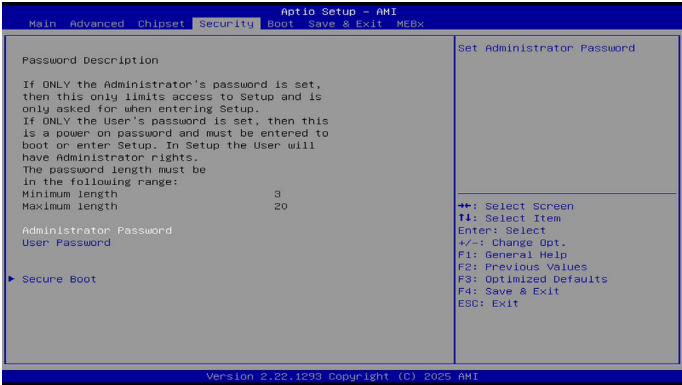 Aptio Setup – AMI
Main Advanced Chipset Security Boot Save & Exit MEBx
Password Description
If ONLY the Administrator's password is set,
then this only limits access to Setup and is
only asked for when entering Setup.
If ONLY the User's password is set, then this
is a power on password and must be entered to
boot or enter Setup. In Setup the User will
have Administrator rights.
The password length must be
in the following range:
Minimum length 3
Maximum length 20
Administrator Password
User Password
► Secure Boot
Set Administrator Password
→←: Select Screen
↑↓: Select Item
Enter: Select
+/-: Change Opt.
F1: General Help
F2: Previous Values
F3: Optimized Defaults
F4: Save & Exit
ESC: Exit
Version 2.22.1293 Copyright (C) 2025 AMI